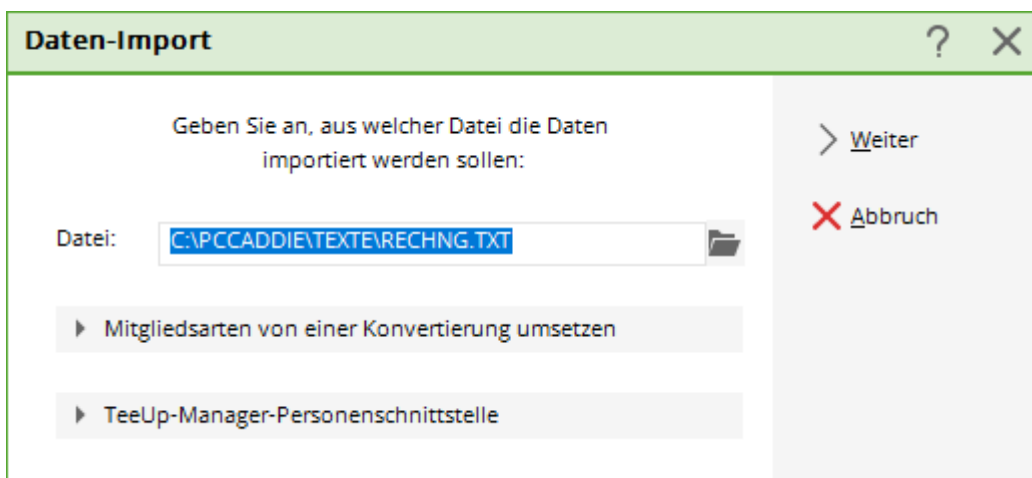 Daten-Import
Geben Sie an, aus welcher Datei die Daten
importiert werden sollen:
Datei: C:\PCCADDIE\TEXTE\RECHNG.TXT
Mitgliedsarten von einer Konvertierung umsetzen
TeeUp-Manager-Personenschnittstelle
Weiter
Abbruch